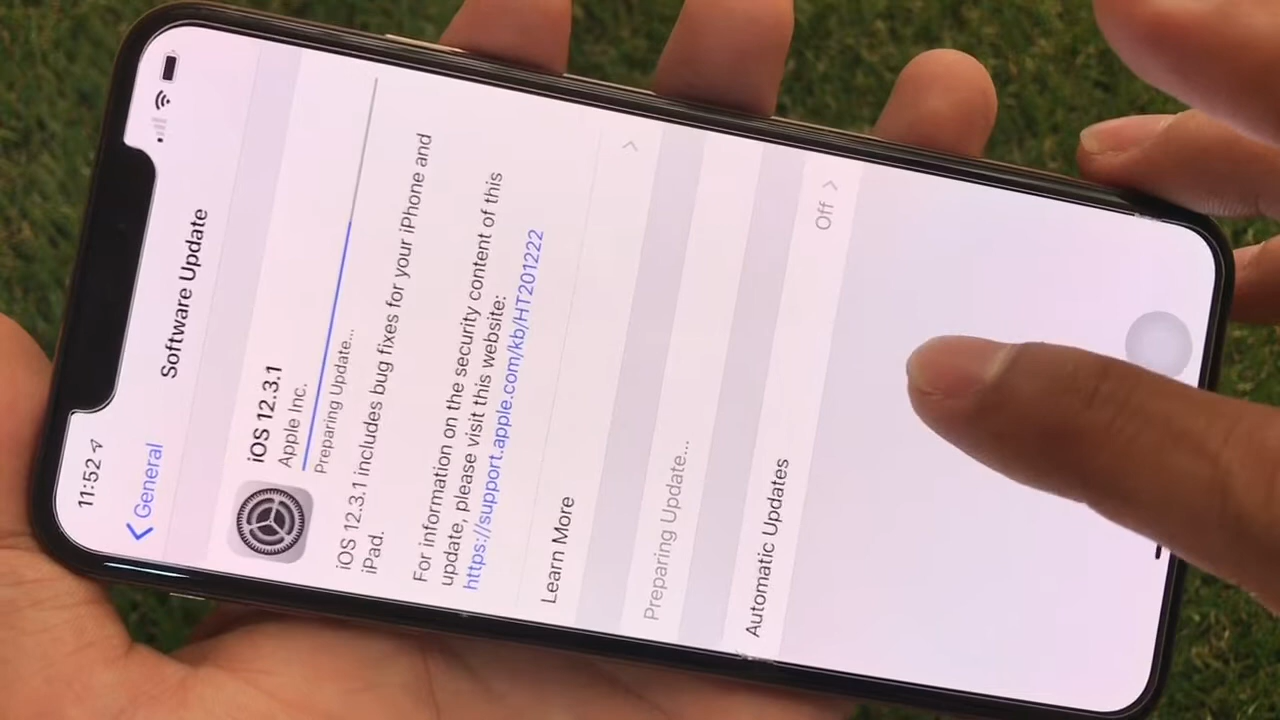 11:52
General
Software Update
iOS 12.3.1
Apple Inc.
Preparing Update...
iOS 12.3.1 includes bug fixes for your iPhone and
iPad.
For information on the security content of this
update, please visit this website:
https://support.apple.com/kb/HT201222
Learn More
Preparing Update...
Automatic Updates
Off